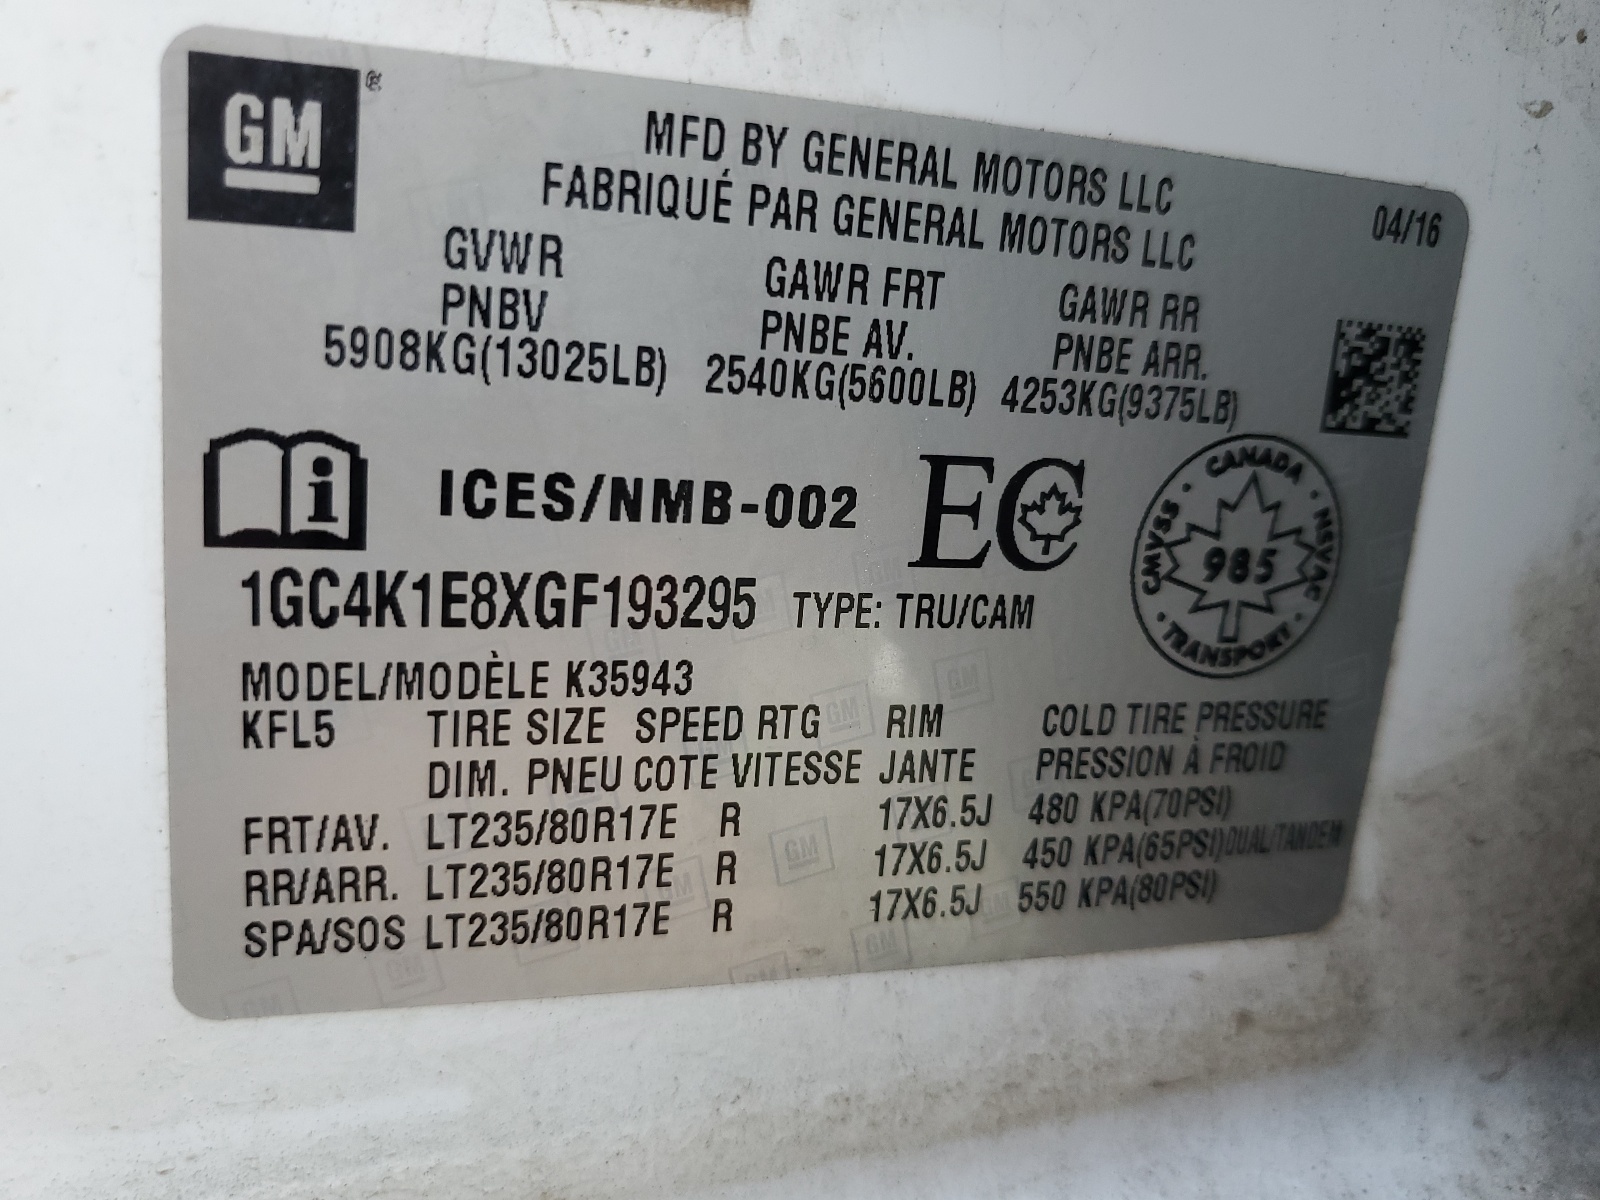 GM
MFD BY GENERAL MOTORS LLC
FABRIQUÉ PAR GENERAL MOTORS LLC
04/16
GVWR GAWR FRT GAWR RR
PNBV PNBE AV. PNBE ARR.
5908KG(13025LB) 2540KG(5600LB) 4253KG(9375LB)
ICES/NMB-002 EC
CANADA · NSVAC · TRANSPORT · CMVSS ·
985
1GC4K1E8XGF193295 TYPE: TRU/CAM
MODEL/MODÈLE K35943
KFL5 TIRE SIZE SPEED RTG RIM COLD TIRE PRESSURE
DIM. PNEU COTE VITESSE JANTE PRESSION À FROID
FRT/AV. LT235/80R17E R 17X6.5J 480 KPA(70PSI)
RR/ARR. LT235/80R17E R 17X6.5J 450 KPA(65PSI)DUAL/TANDEM
SPA/SOS LT235/80R17E R 17X6.5J 550 KPA(80PSI)